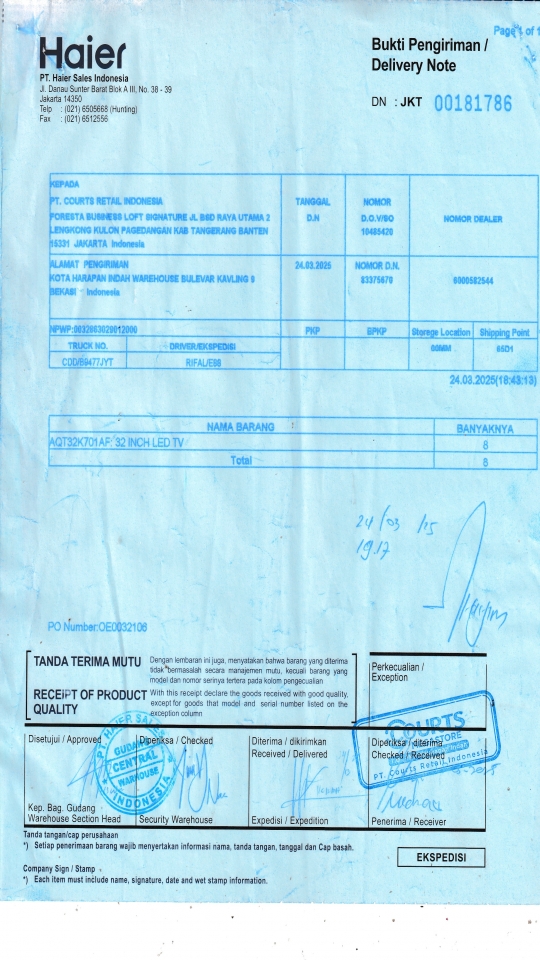 Page 1 of 1
Haier
PT. Haier Sales Indonesia
Jl. Danau Sunter Barat Blok A III, No. 38 - 39
Jakarta 14350
Telp : (021) 6505668 (Hunting)
Fax : (021) 6512556
Bukti Pengiriman /
Delivery Note
DN : JKT 00181786
KEPADA
PT. COURTS RETAIL INDONESIA
FORESTA BUSINESS LOFT SIGNATURE JL BSD RAYA UTAMA 2
LENGKONG KULON PAGEDANGAN KAB TANGERANG BANTEN
15331 JAKARTA Indonesia
TANGGAL
D.N
NOMOR
D.O.V/SO
10485420
NOMOR DEALER
ALAMAT PENGIRIMAN
KOTA HARAPAN INDAH WAREHOUSE BULEVAR KAVLING 9
BEKASI - Indonesia
24.03.2025
NOMOR D.N.
83375670
6000582544
NPWP:0032663029012000
PKP
BPKP
Storege Location
Shipping Point
TRUCK NO.
DRIVER/EKSPEDISI
65D1
RIFAL/E69
24.03.2025(18:43:13)
NAMA BARANG
BANYAKNYA
AQT32K701AF: 32 INCH LED TV
8
Total
8
24/03 /25
19.17
PO Number:OE0032106
TANDA TERIMA MUTU
Dengan lembaran ini juga, menyatakan bahwa barang yang diterima
tidak bermasalah secara manajemen mutu, kecuali barang yang
model dan nomor serinya tertera pada kolom pengecualian
RECEIPT OF PRODUCT
QUALITY
With this receipt declare the goods received with good quality,
except for goods that model and serial number listed on the
exception column
Perkecualian /
Exception
Disetujui / Approved
Diperiksa / Checked
Diterima / dikirimkan
Received / Delivered
Diperiksa / diterima
Checked / Received
PT. HAIER SALES
GUDANG
CENTRAL
WARHOUSE
INDONESIA
COURTS
STORE
PT. Courts Retail Indonesia
Kep. Bag. Gudang
Warehouse Section Head
Security Warehouse
Expedisi / Expedition
Penerima / Receiver
Tanda tangan/cap perusahaan
*) Setiap penerimaan barang wajib menyertakan informasi nama, tanda tangan, tanggal dan Cap basah.
EKSPEDISI
Company Sign / Stamp
*) Each item must include name, signature, date and wet stamp information.